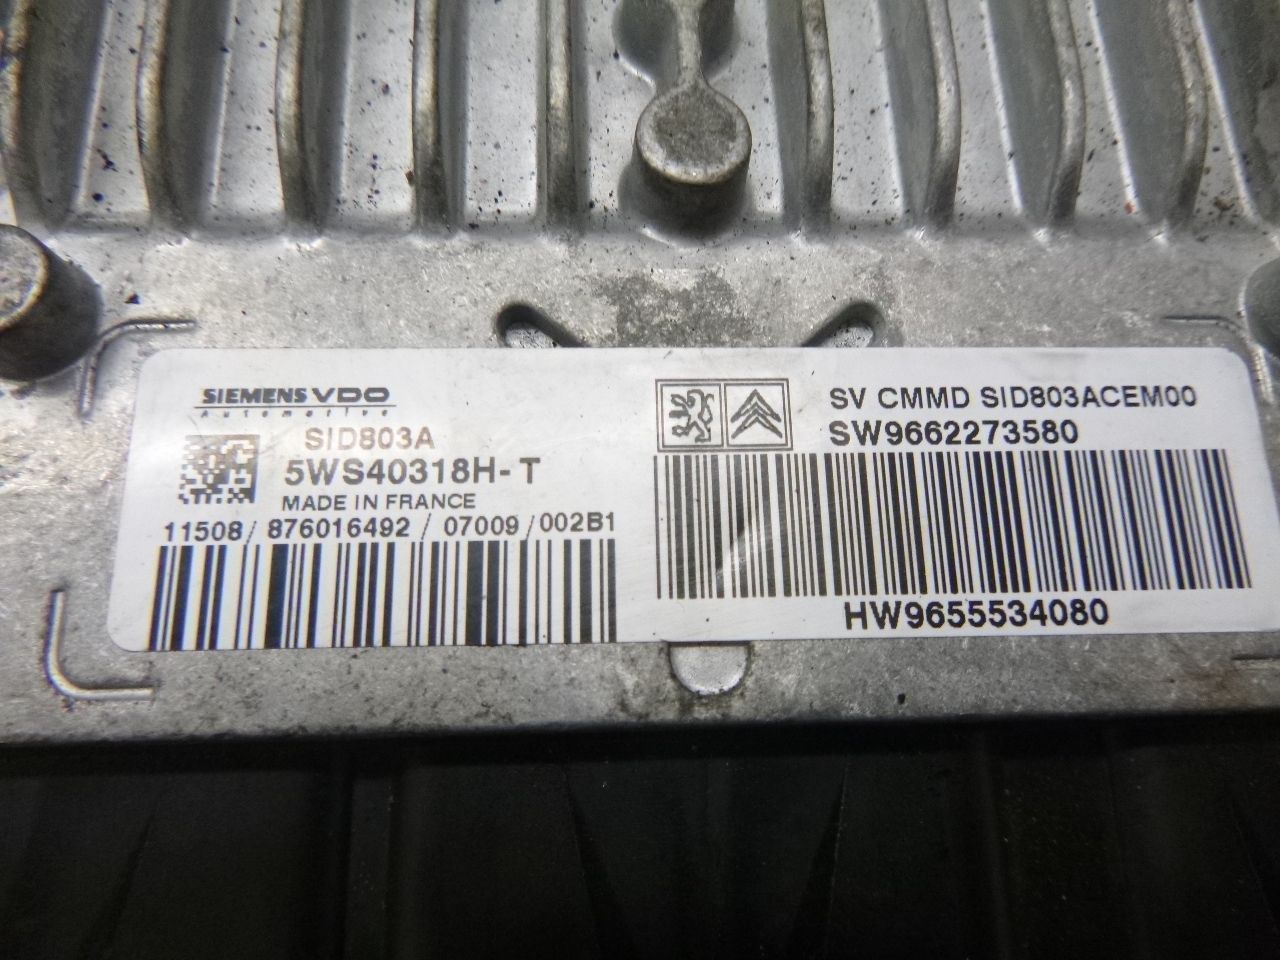 SIEMENS VDO
Automotive
SID803A
5WS40318H-T
MADE IN FRANCE
11508/876016492/07009/002B1
SV CMMD SID803ACEM00
SW9662273580
HW9655534080